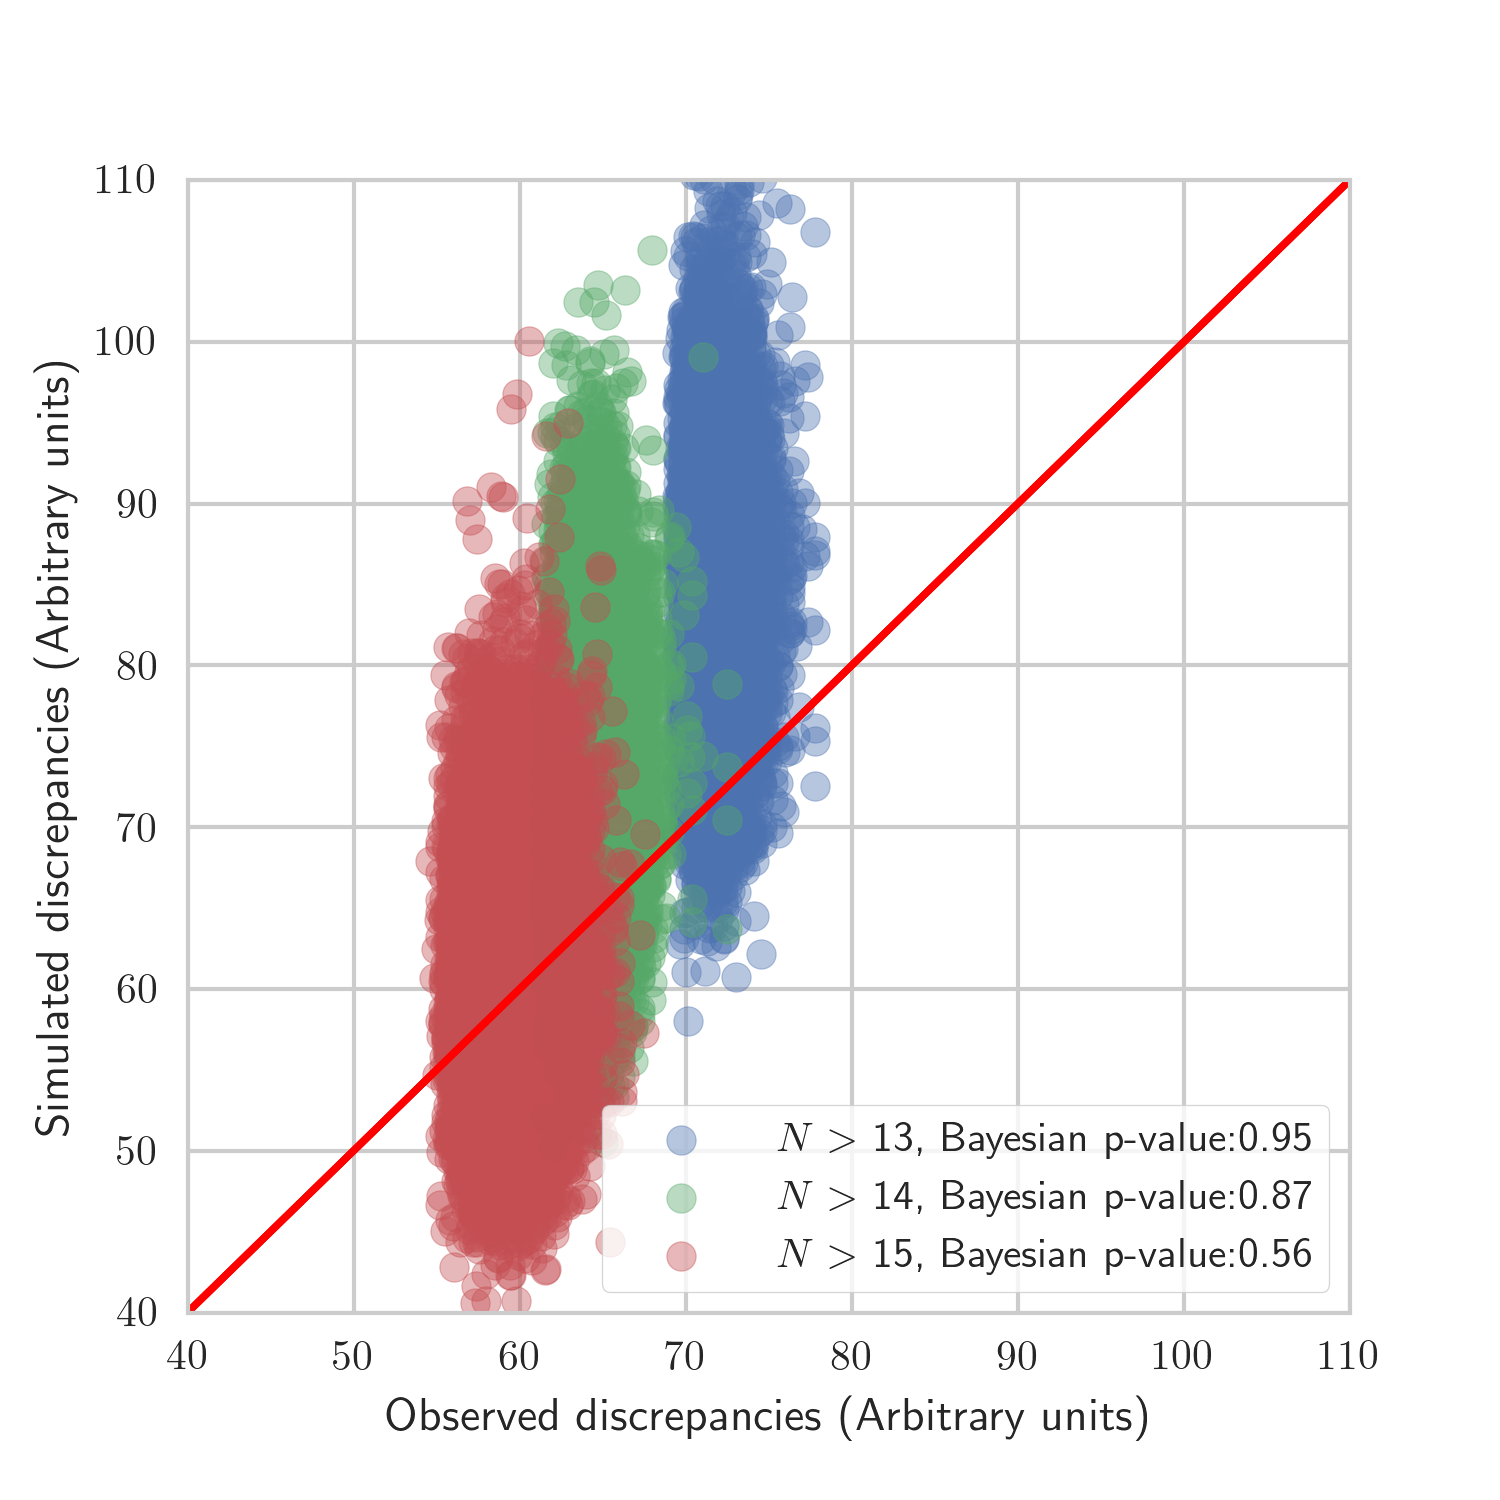 110
100
90
80
70
60
50
40
Simulated discrepancies (Arbitrary units)
N > 13, Bayesian p-value:0.95
N > 14, Bayesian p-value:0.87
N > 15, Bayesian p-value:0.56
40 50 60 70 80 90 100 110
Observed discrepancies (Arbitrary units)